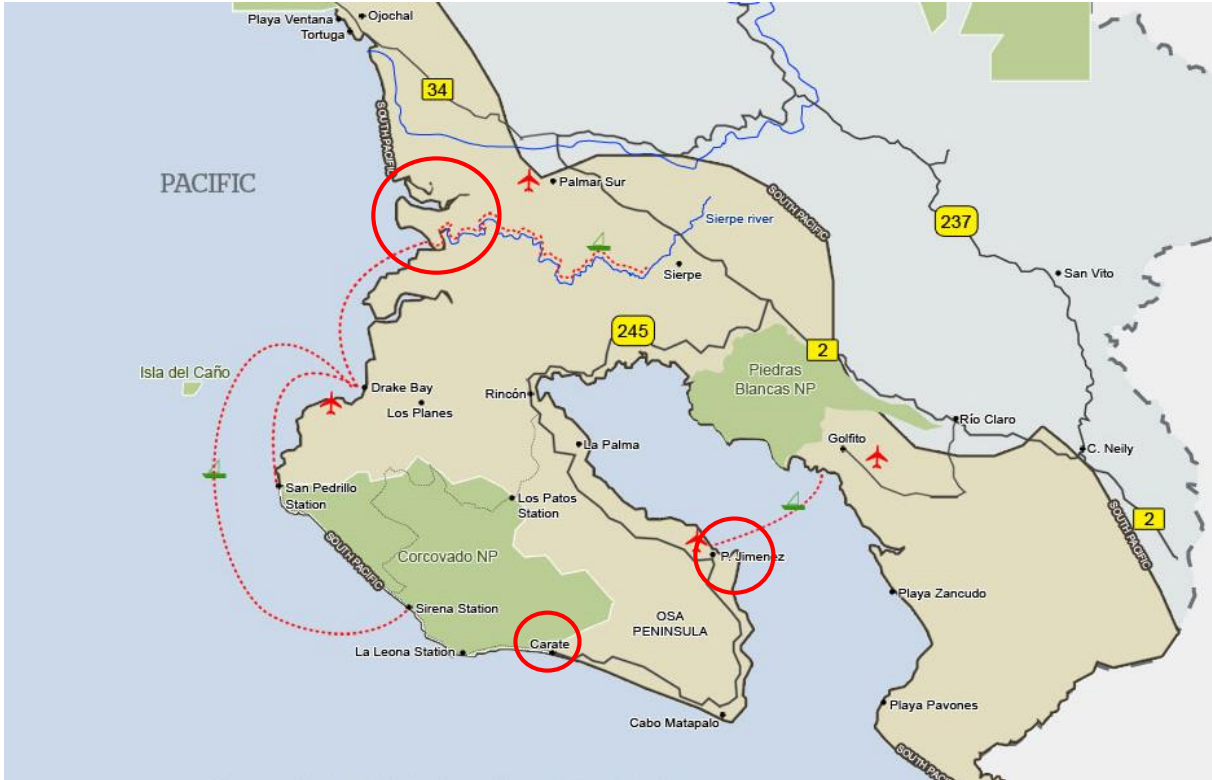 Playa Ventana
Ojochal
Tortuga
34
SOUTH PACIFIC
PACIFIC
Palmar Sur
SOUTH PACIFIC
237
Sierpe river
Sierpe
San Vito
245
2
Isla del Caño
Piedras
Blancas NP
Drake Bay
Rincón
Los Planes
Río Claro
La Palma
Golfito
C. Neily
San Pedrillo
Station
Los Patos
Station
2
SOUTH PACIFIC
Corcovado NP
P. Jimenez
SOUTH PACIFIC
Playa Zancudo
Sirena Station
OSA
PENINSULA
Carate
La Leona Station
Playa Pavones
Cabo Matapalo
SOUTH PACIFIC